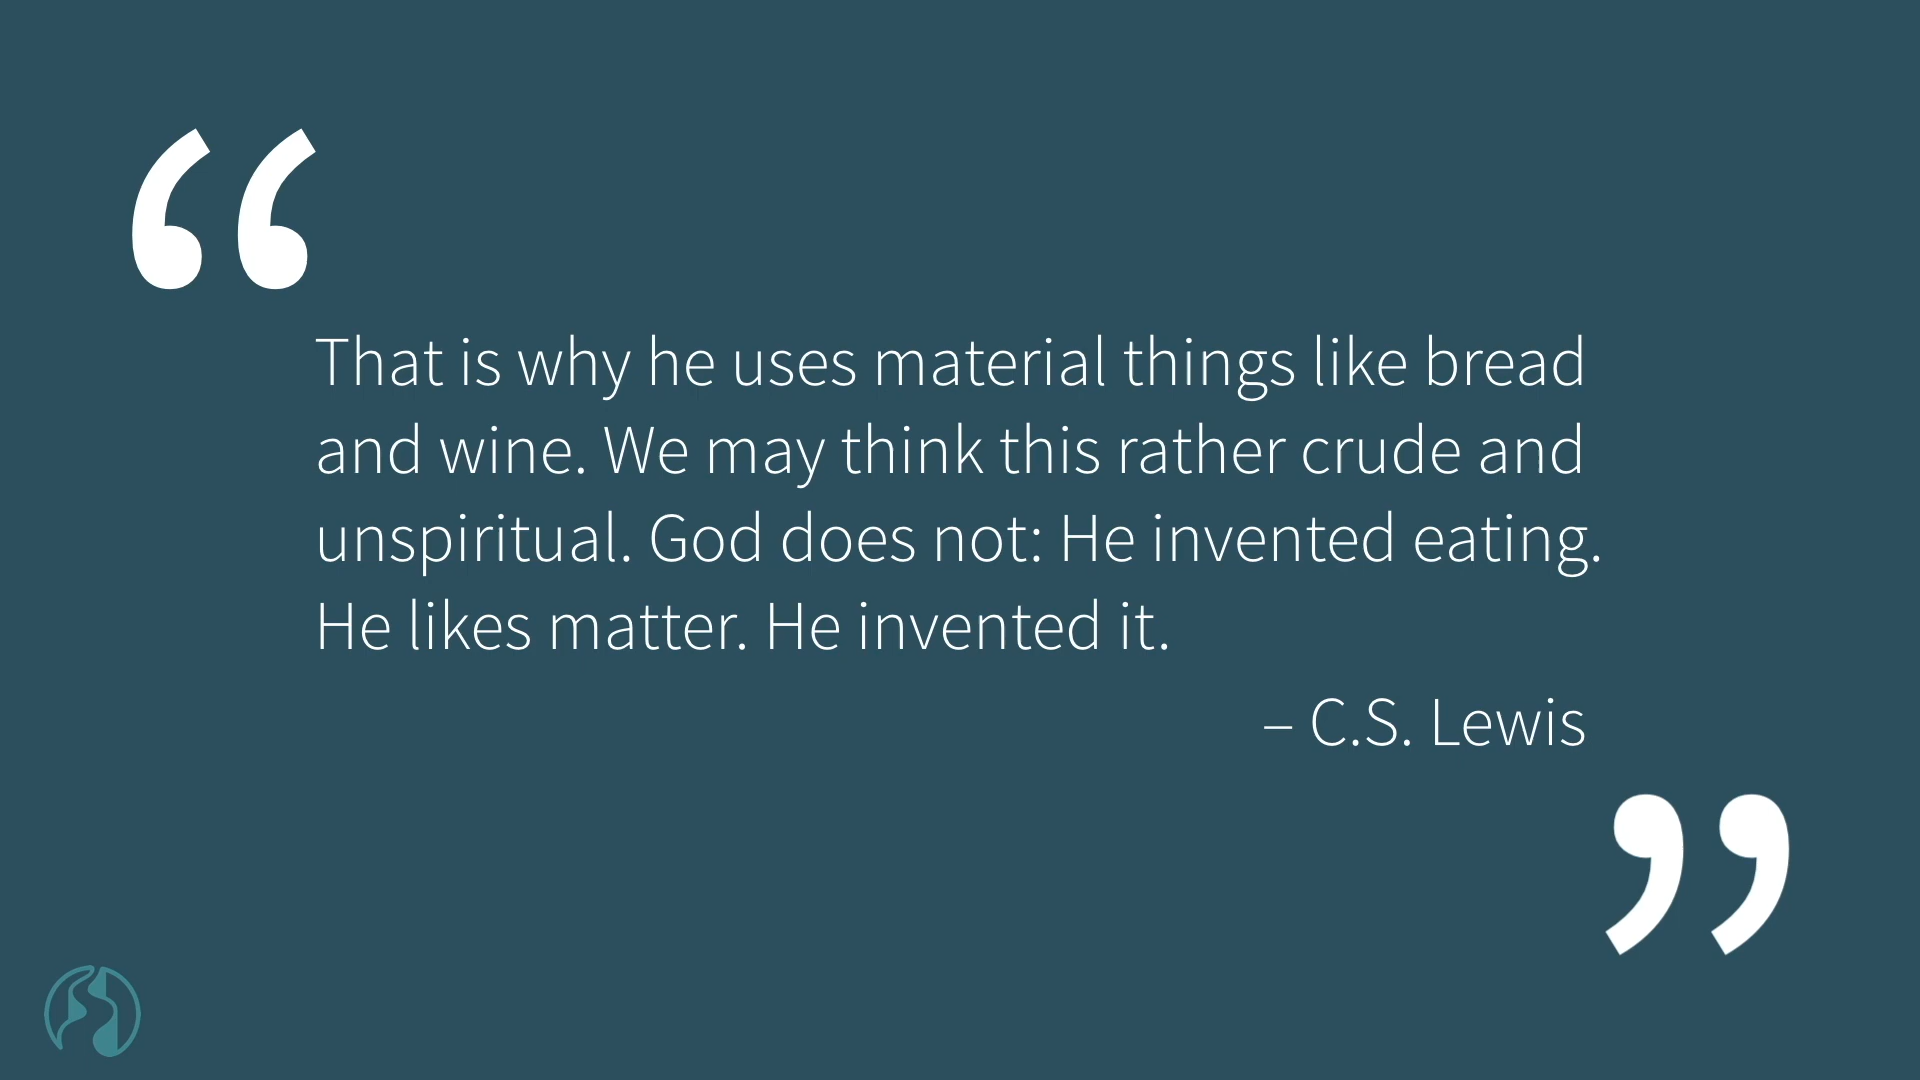 “
That is why he uses material things like bread
and wine. We may think this rather crude and
unspiritual. God does not: He invented eating.
He likes matter. He invented it.
– C.S. Lewis
”